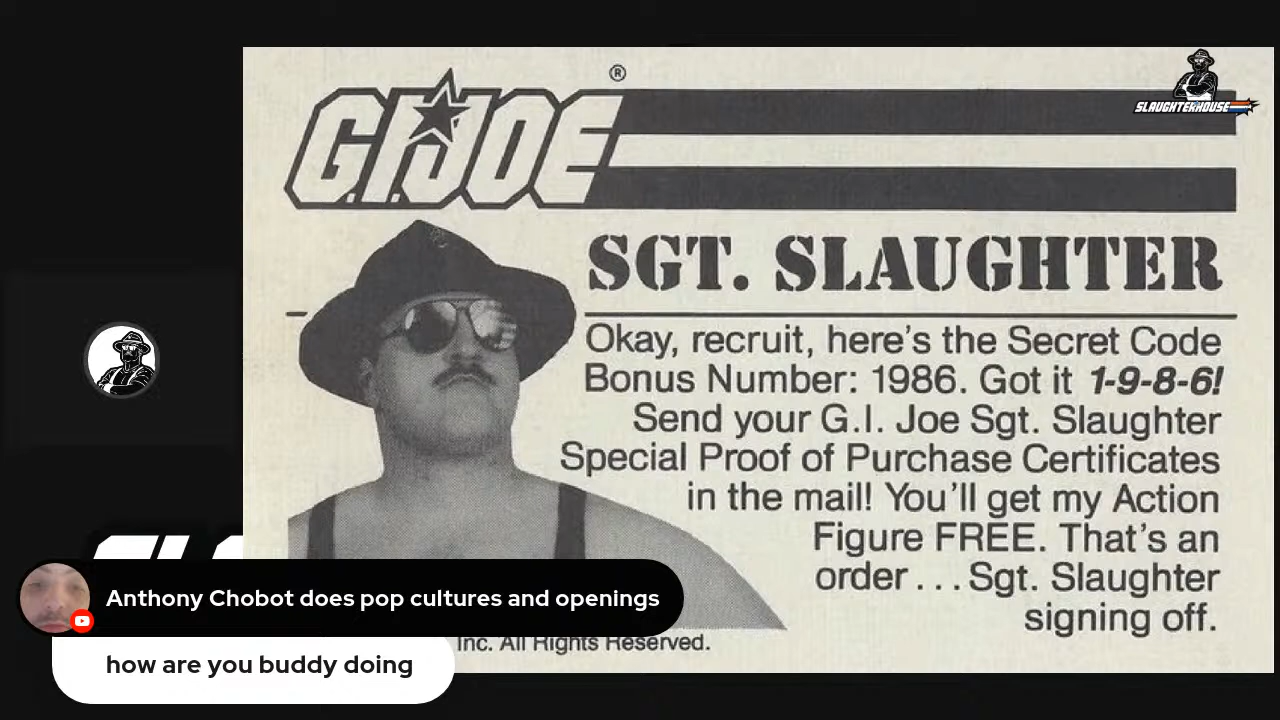 G.I. JOE ®
SLAUGHTERHOUSE
SGT. SLAUGHTER
Okay, recruit, here's the Secret Code
Bonus Number: 1986. Got it 1-9-8-6!
Send your G.I. Joe Sgt. Slaughter
Special Proof of Purchase Certificates
in the mail! You'll get my Action
Figure FREE. That's an
order...Sgt. Slaughter
signing off.
Inc. All Rights Reserved.
Anthony Chobot does pop cultures and openings
how are you buddy doing